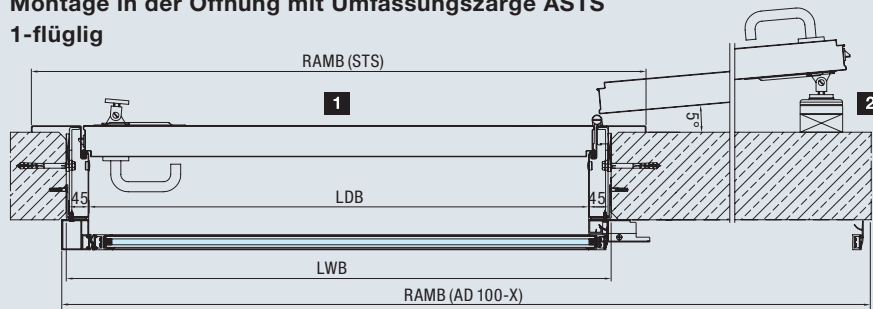 Montage in der Öffnung mit Umfassungszarge ASTS
1-flüglig
RAMB (STS)
1
2
5°
45
LDB
45
LWB
RAMB (AD 100-X)